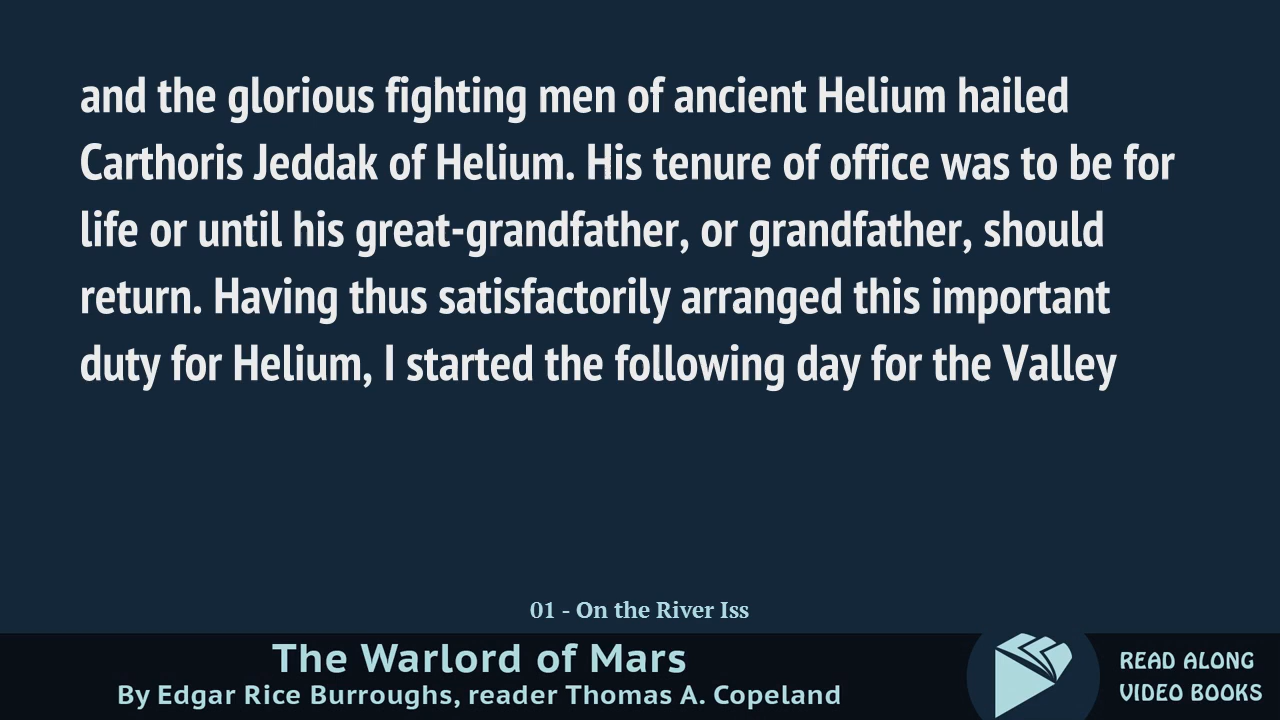 and the glorious fighting men of ancient Helium hailed
Carthoris Jeddak of Helium. His tenure of office was to be for
life or until his great-grandfather, or grandfather, should
return. Having thus satisfactorily arranged this important
duty for Helium, I started the following day for the Valley
01 - On the River Iss
The Warlord of Mars
By Edgar Rice Burroughs, reader Thomas A. Copeland
READ ALONG
VIDEO BOOKS